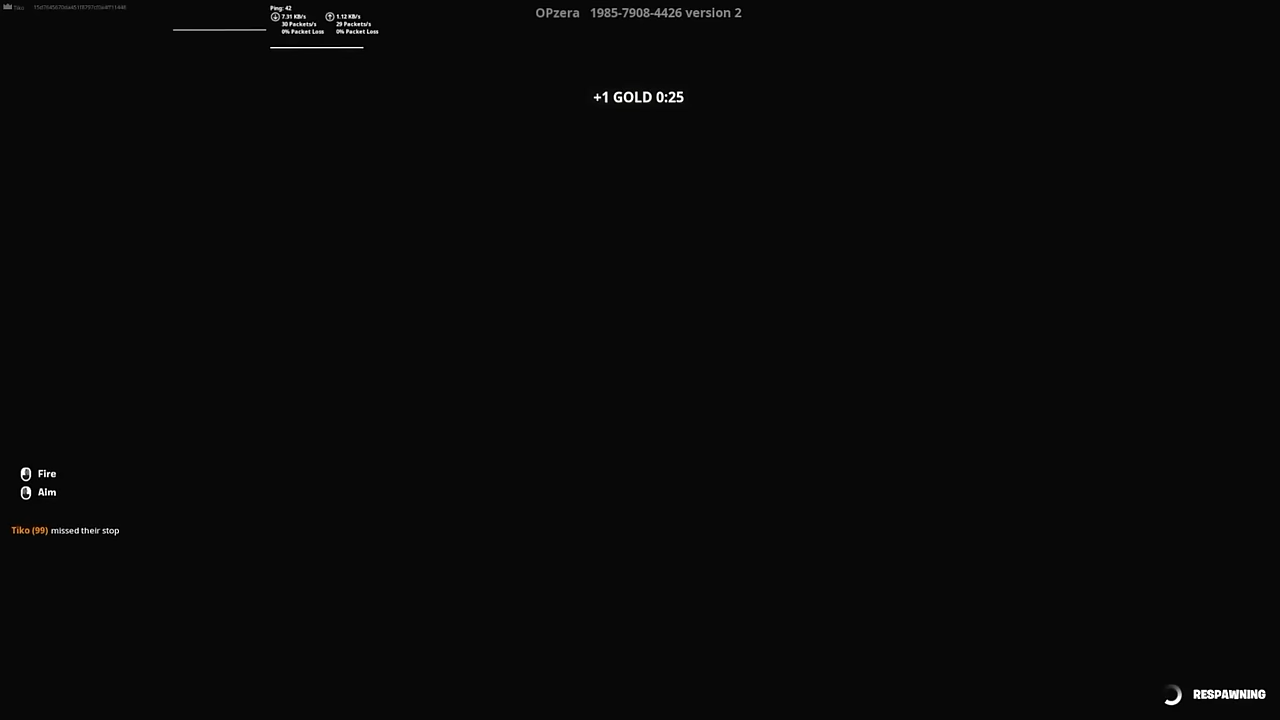 Tiko
Ping: 42
7.31 KB/s 1.12 KB/s
30 Packets/s 29 Packets/s
0% Packet Loss 0% Packet Loss
OPzera 1985-7908-4426 version 2
+1 GOLD 0:25
Fire
Aim
Tiko (99) missed their stop
RESPAWNING